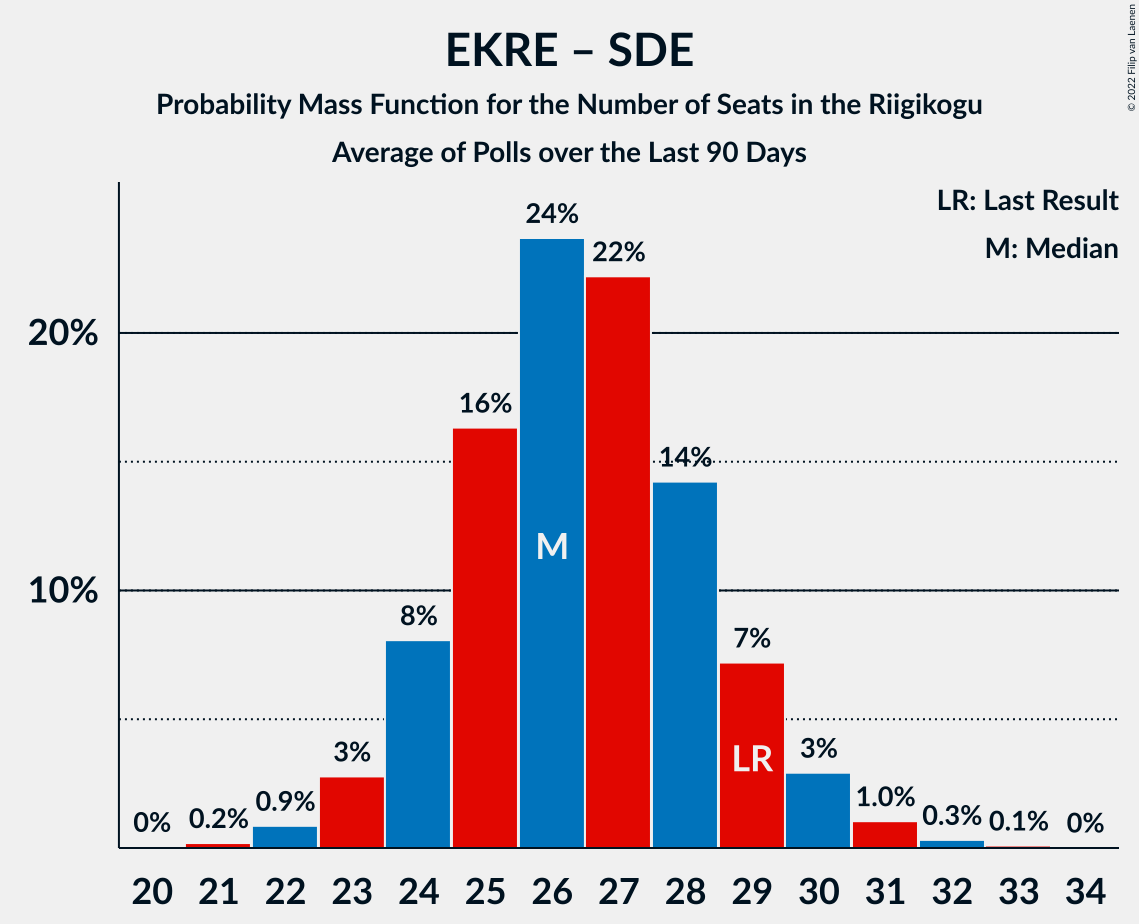 EKRE – SDE
Probability Mass Function for the Number of Seats in the Riigikogu
Average of Polls over the Last 90 Days
© 2022 Filip van Laenen
LR: Last Result
M: Median
20%
10%
0%
0.2%
0.9%
3%
8%
16%
24%
22%
14%
7%
3%
1.0%
0.3%
0.1%
0%
M
LR
20 21 22 23 24 25 26 27 28 29 30 31 32 33 34